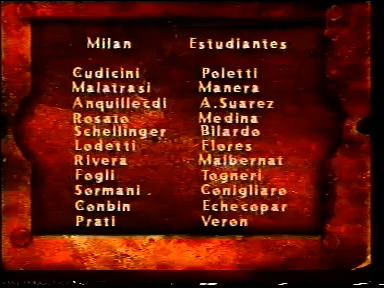 Milan Estudiantes
Cudicini Poletti
Malatrasi Manera
Anquillecdi A.Suarez
Rosato Medina
Schellinger Bilardo
Lodetti Flores
Rivera Malbernat
Fogli Togneri
Sormani Conigliaro
Combin Echecopar
Prati Veron